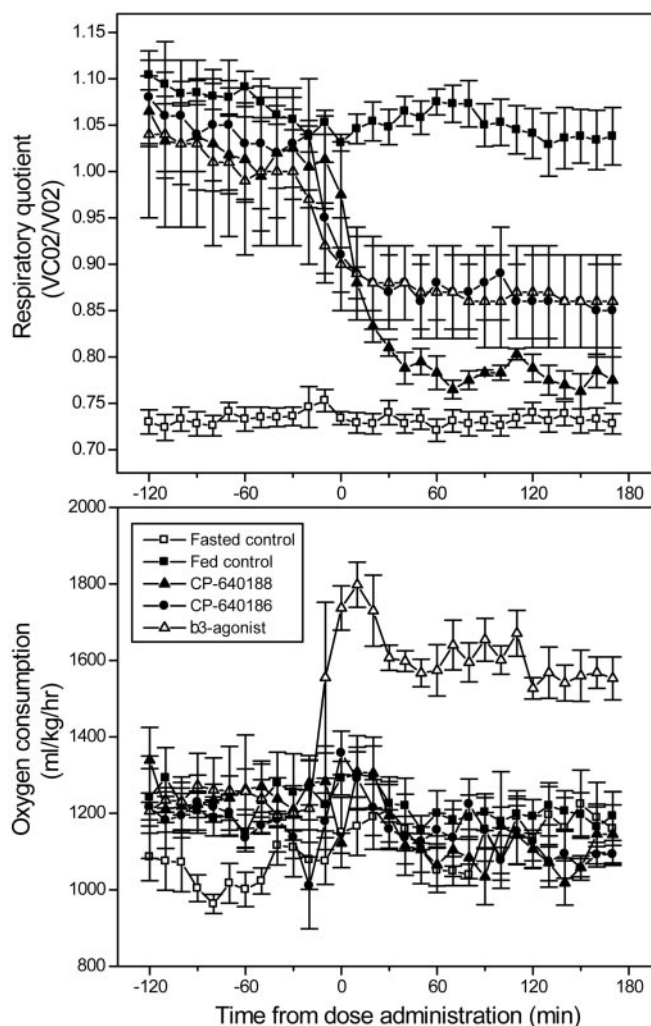 1.15
1.10
1.05
1.00
0.95
0.90
0.85
0.80
0.75
0.70
Respiratory quotient
(VC02/V02)
-120 -60 0 60 120 180
2000
1800
1600
1400
1200
1000
800
Oxygen consumption
(ml/kg/hr)
Fasted control
Fed control
CP-640188
CP-640186
b3-agonist
-120 -60 0 60 120 180
Time from dose administration (min)